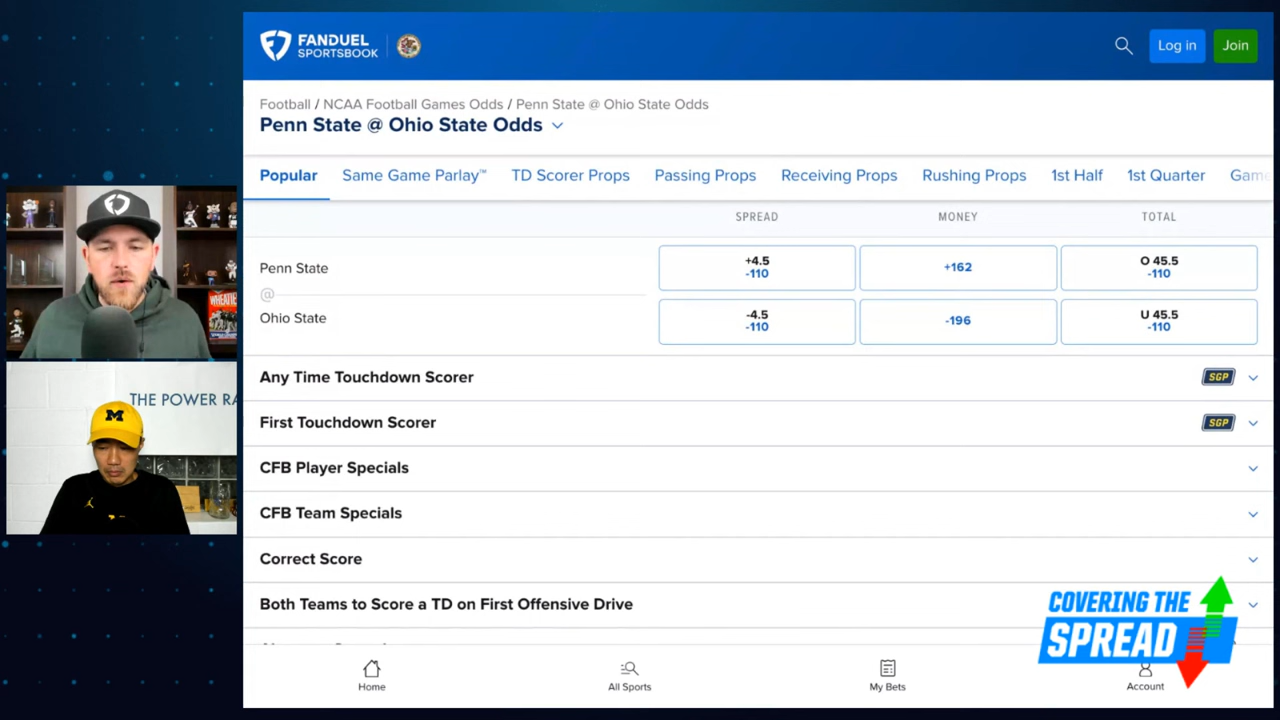 FANDUEL
SPORTSBOOK
Log in
Join
Football / NCAA Football Games Odds / Penn State @ Ohio State Odds
Penn State @ Ohio State Odds
Popular
Same Game Parlay™
TD Scorer Props
Passing Props
Receiving Props
Rushing Props
1st Half
1st Quarter
Game
SPREAD
MONEY
TOTAL
Penn State
+4.5
-110
+162
O 45.5
-110
@
Ohio State
-4.5
-110
-196
U 45.5
-110
Any Time Touchdown Scorer
SGP
First Touchdown Scorer
SGP
CFB Player Specials
CFB Team Specials
Correct Score
Both Teams to Score a TD on First Offensive Drive
Home
All Sports
My Bets
Account
COVERING THE
SPREAD
WHEATIES
THE POWER RA
M